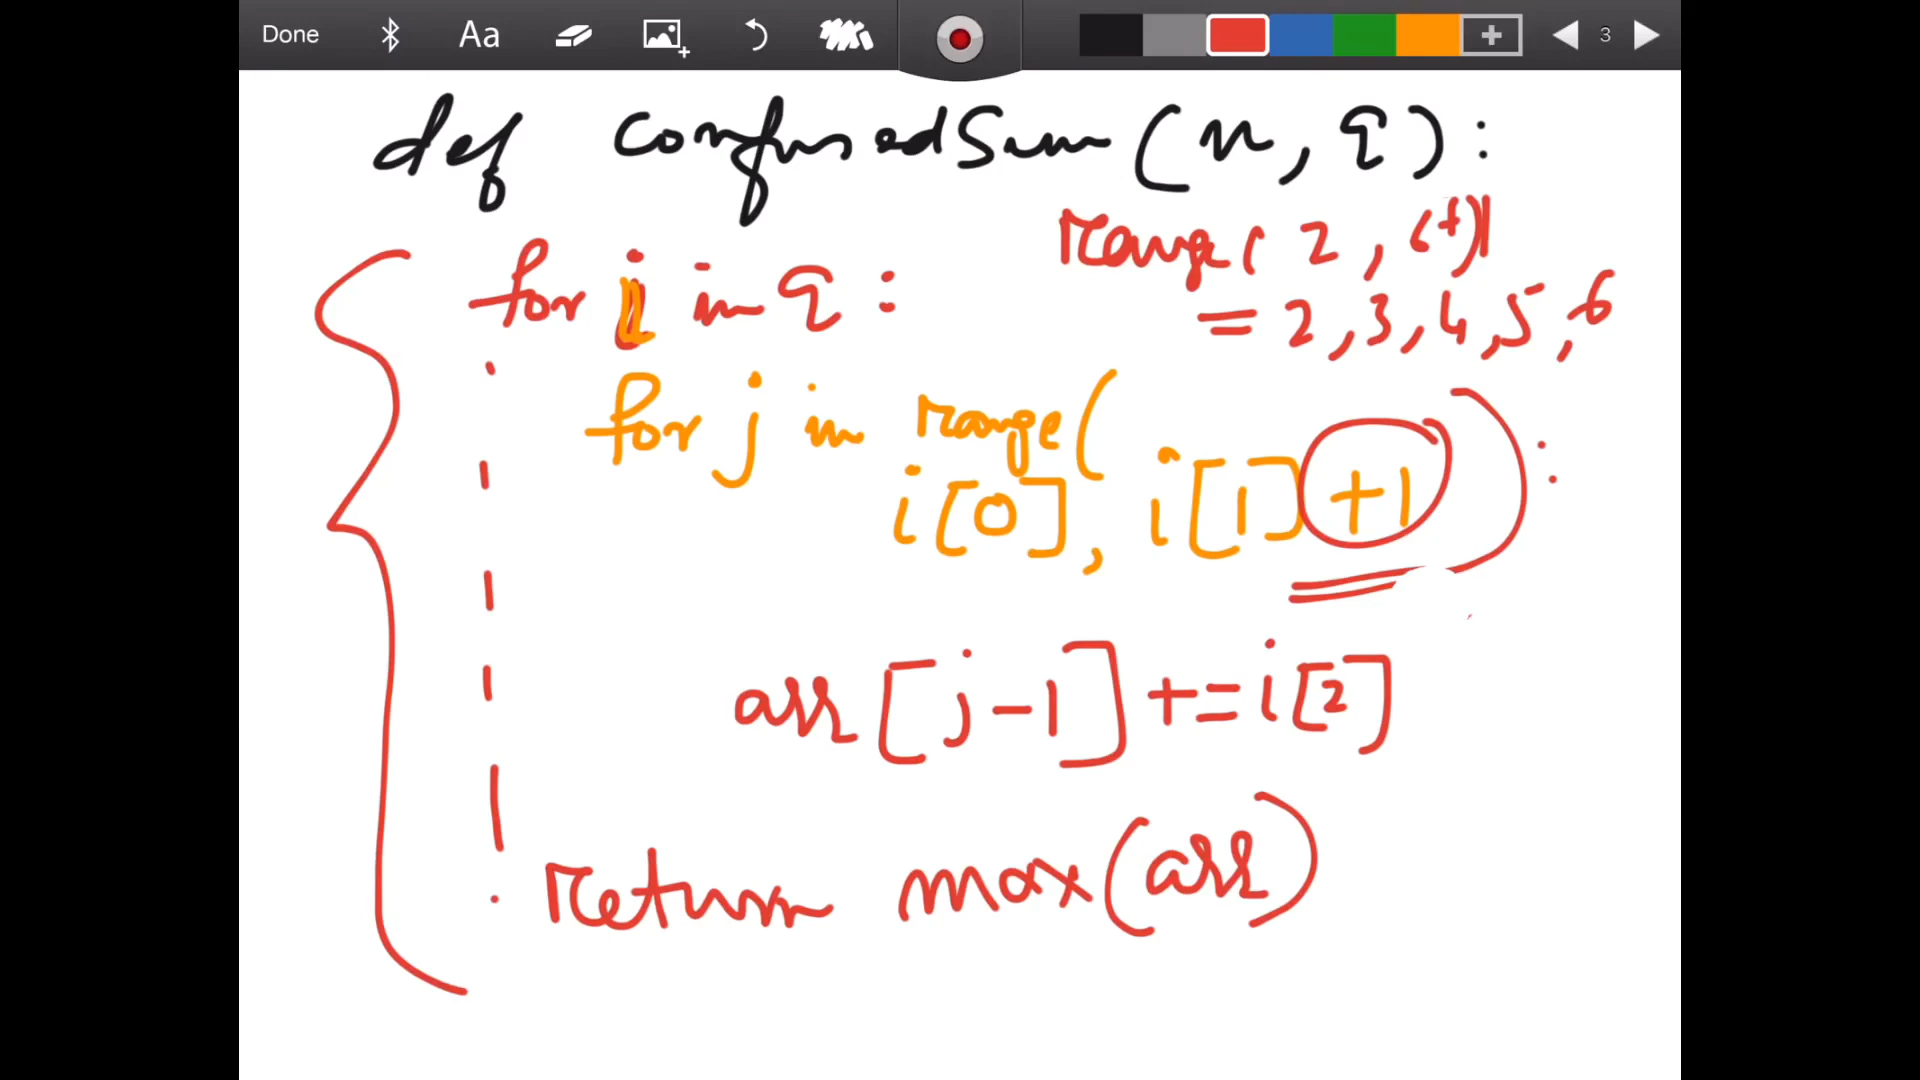 Done Aa 3
def confusedSum(n, q):
range(2, 6+1)
for i in q:
= 2, 3, 4, 5, 6
for j in range(
i[0], i[1]+1):
arr[j-1] += i[2]
return max(arr)